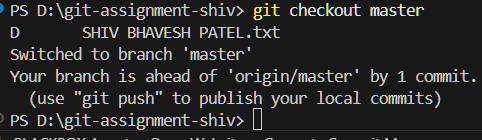 PS D:\git-assignment-shiv> git checkout master
D       SHIV BHAVESH PATEL.txt
Switched to branch 'master'
Your branch is ahead of 'origin/master' by 1 commit.
  (use "git push" to publish your local commits)
PS D:\git-assignment-shiv>